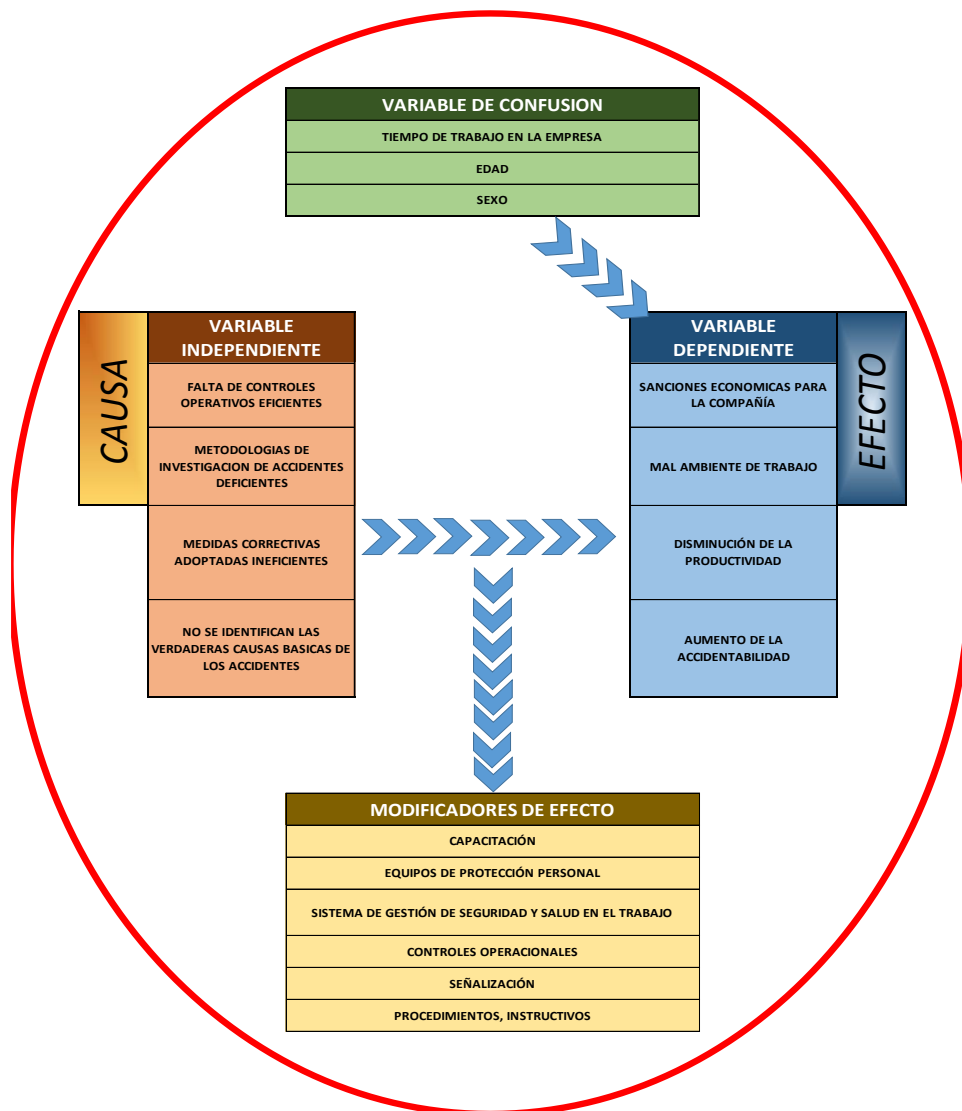 VARIABLE DE CONFUSION
TIEMPO DE TRABAJO EN LA EMPRESA
EDAD
SEXO
CAUSA
VARIABLE
INDEPENDIENTE
FALTA DE CONTROLES
OPERATIVOS EFICIENTES
METODOLOGIAS DE
INVESTIGACION DE ACCIDENTES
DEFICIENTES
MEDIDAS CORRECTIVAS
ADOPTADAS INEFICIENTES
NO SE IDENTIFICAN LAS
VERDADERAS CAUSAS BASICAS DE
LOS ACCIDENTES
VARIABLE
DEPENDIENTE
SANCIONES ECONOMICAS PARA
LA COMPAÑÍA
MAL AMBIENTE DE TRABAJO
DISMINUCIÓN DE LA
PRODUCTIVIDAD
AUMENTO DE LA
ACCIDENTABILIDAD
EFECTO
MODIFICADORES DE EFECTO
CAPACITACIÓN
EQUIPOS DE PROTECCIÓN PERSONAL
SISTEMA DE GESTIÓN DE SEGURIDAD Y SALUD EN EL TRABAJO
CONTROLES OPERACIONALES
SEÑALIZACIÓN
PROCEDIMIENTOS, INSTRUCTIVOS